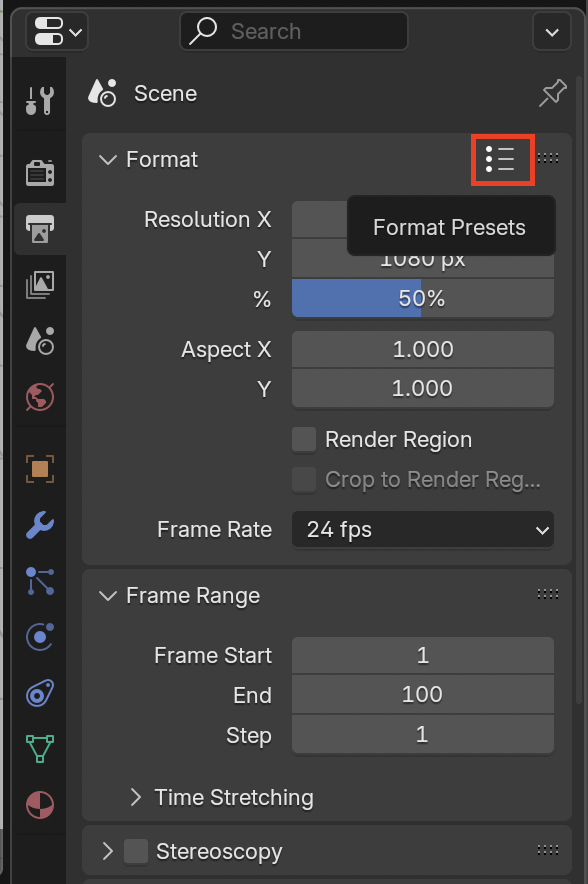 Search
Scene
Format
Resolution X
Format Presets
Y 1080 px
% 50%
Aspect X 1.000
Y 1.000
Render Region
Crop to Render Reg...
Frame Rate 24 fps
Frame Range
Frame Start 1
End 100
Step 1
Time Stretching
Stereoscopy